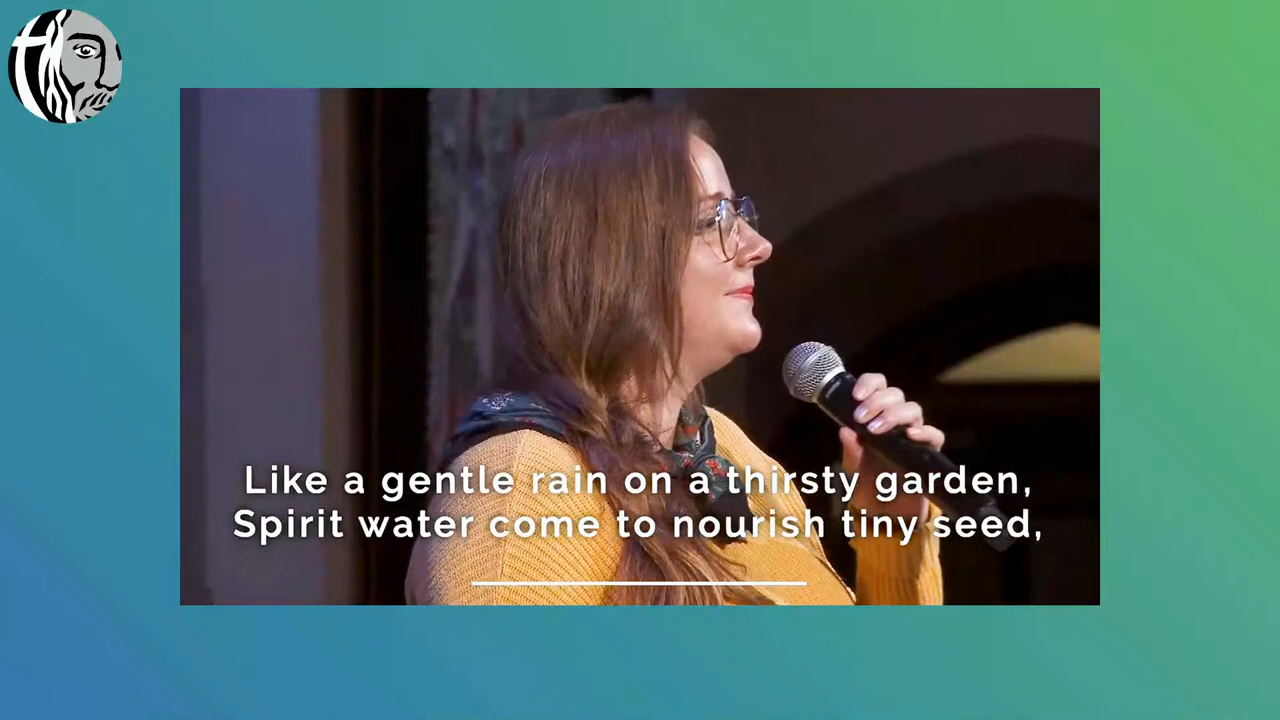 Like a gentle rain on a thirsty garden,
Spirit water come to nourish tiny seed,